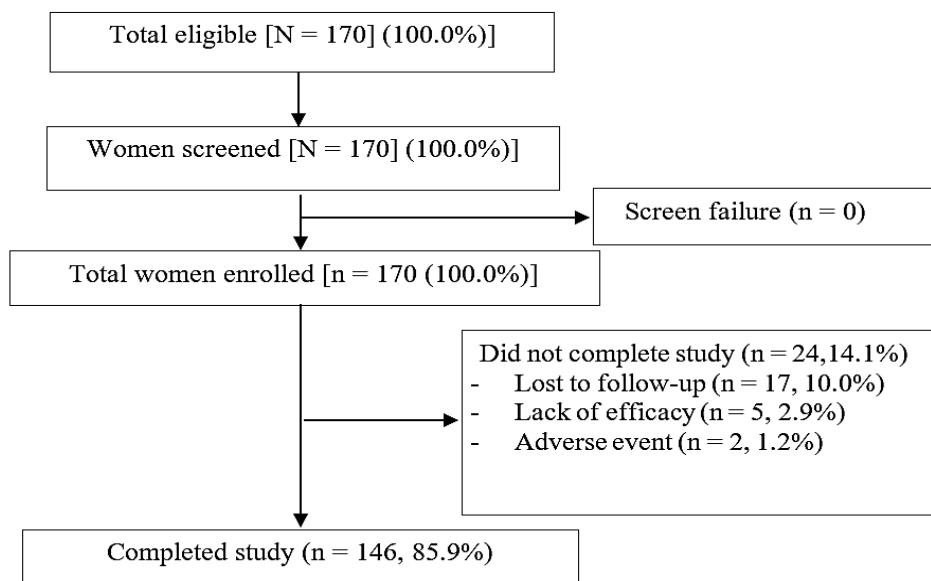 Total eligible [N = 170] (100.0%)]
Women screened [N = 170] (100.0%)]
Screen failure (n = 0)
Total women enrolled [n = 170 (100.0%)]
Did not complete study (n = 24,14.1%)
- Lost to follow-up (n = 17, 10.0%)
- Lack of efficacy (n = 5, 2.9%)
- Adverse event (n = 2, 1.2%)
Completed study (n = 146, 85.9%)